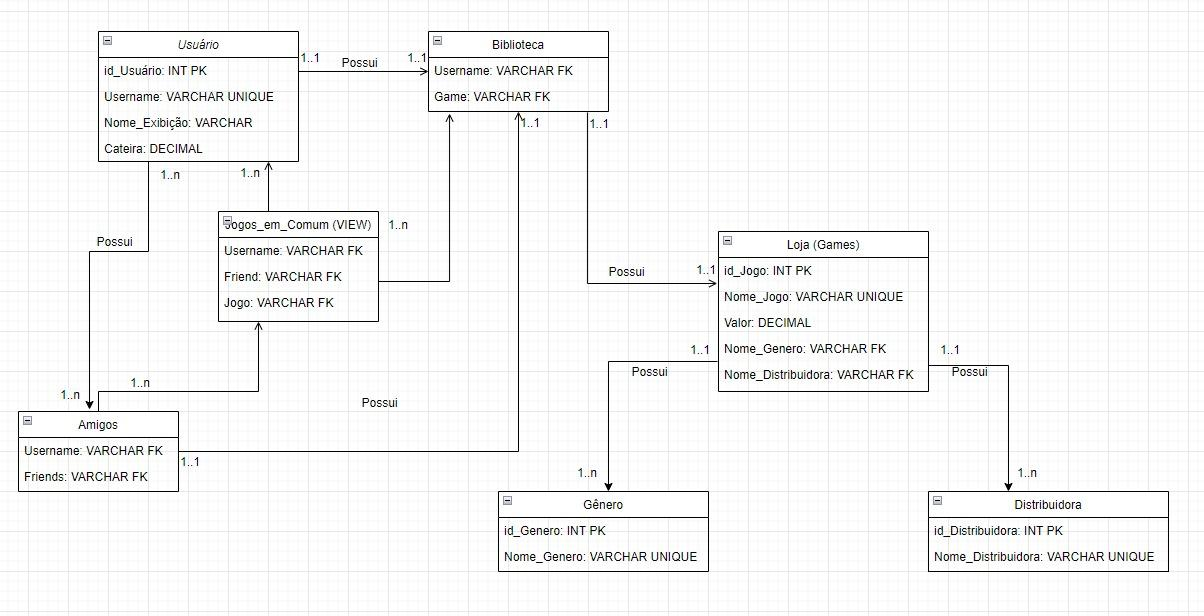 Usuário
id_Usuário: INT PK
Username: VARCHAR UNIQUE
Nome_Exibição: VARCHAR
Cateira: DECIMAL
1..1
Possui
1..1
Biblioteca
Username: VARCHAR FK
Game: VARCHAR FK
1..1
1..1
1..n
1..n
Possui
Jogos_em_Comum (VIEW)
Username: VARCHAR FK
Friend: VARCHAR FK
Jogo: VARCHAR FK
1..n
Possui
1..1
Loja (Games)
id_Jogo: INT PK
Nome_Jogo: VARCHAR UNIQUE
Valor: DECIMAL
Nome_Genero: VARCHAR FK
Nome_Distribuidora: VARCHAR FK
1..1
Possui
1..1
Possui
1..n
1..n
Possui
Amigos
Username: VARCHAR FK
Friends: VARCHAR FK
1..1
1..n
Gênero
id_Genero: INT PK
Nome_Genero: VARCHAR UNIQUE
1..n
Distribuidora
id_Distribuidora: INT PK
Nome_Distribuidora: VARCHAR UNIQUE